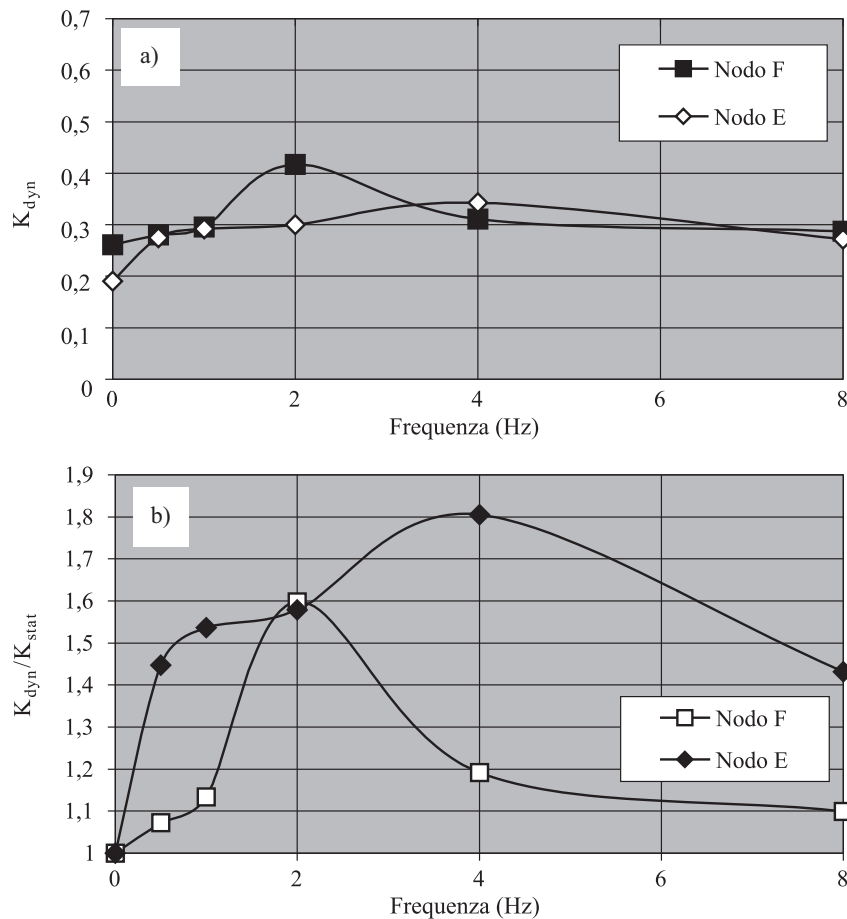 0,7
a)
0,6
Nodo F
0,5
Nodo E
0,4
K_dyn
0,3
0,2
0,1
0
0 2 4 6 8
Frequenza (Hz)
1,9
b)
1,8
1,7
1,6
1,5
K_dyn/K_stat
1,4
1,3
Nodo F
1,2
Nodo E
1,1
1
0 2 4 6 8
Frequenza (Hz)